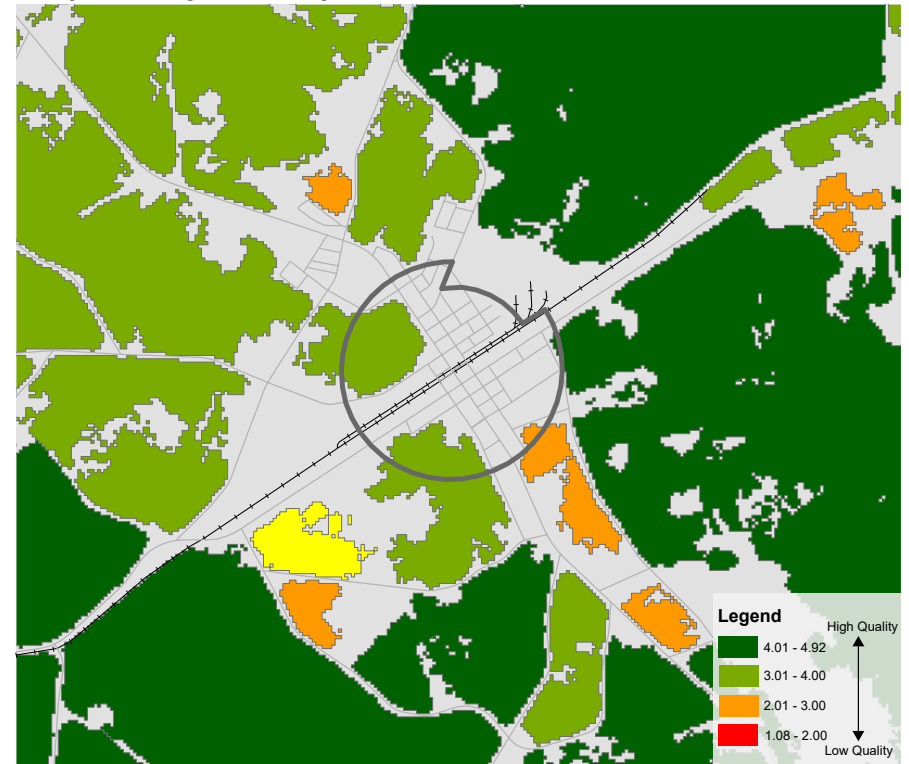 Legend
High Quality
4.01 - 4.92
3.01 - 4.00
2.01 - 3.00
1.08 - 2.00
Low Quality